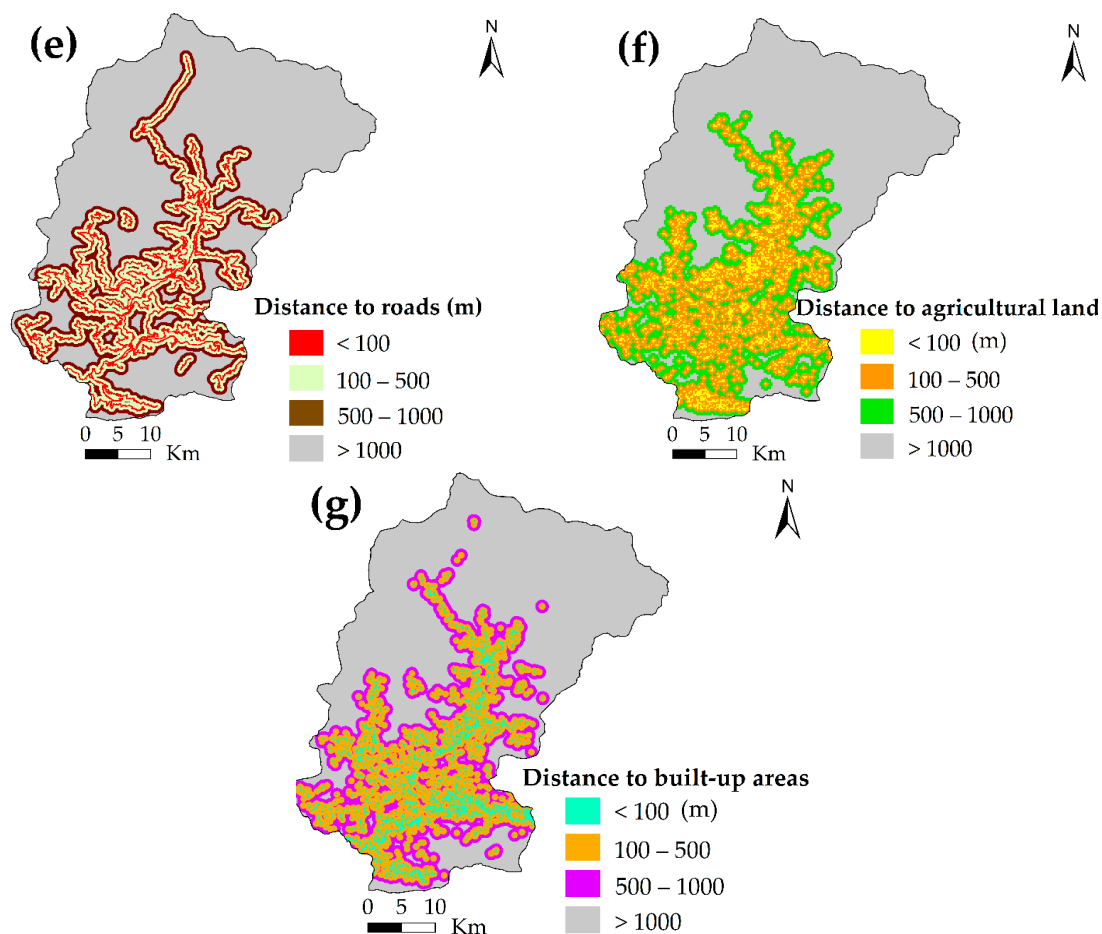 (e)
N
Distance to roads (m)
< 100
100 – 500
500 – 1000
> 1000
0 5 10
Km
(f)
N
Distance to agricultural land
< 100 (m)
100 – 500
500 – 1000
> 1000
0 5 10
Km
(g)
N
Distance to built-up areas
< 100 (m)
100 – 500
500 – 1000
> 1000
0 5 10
Km